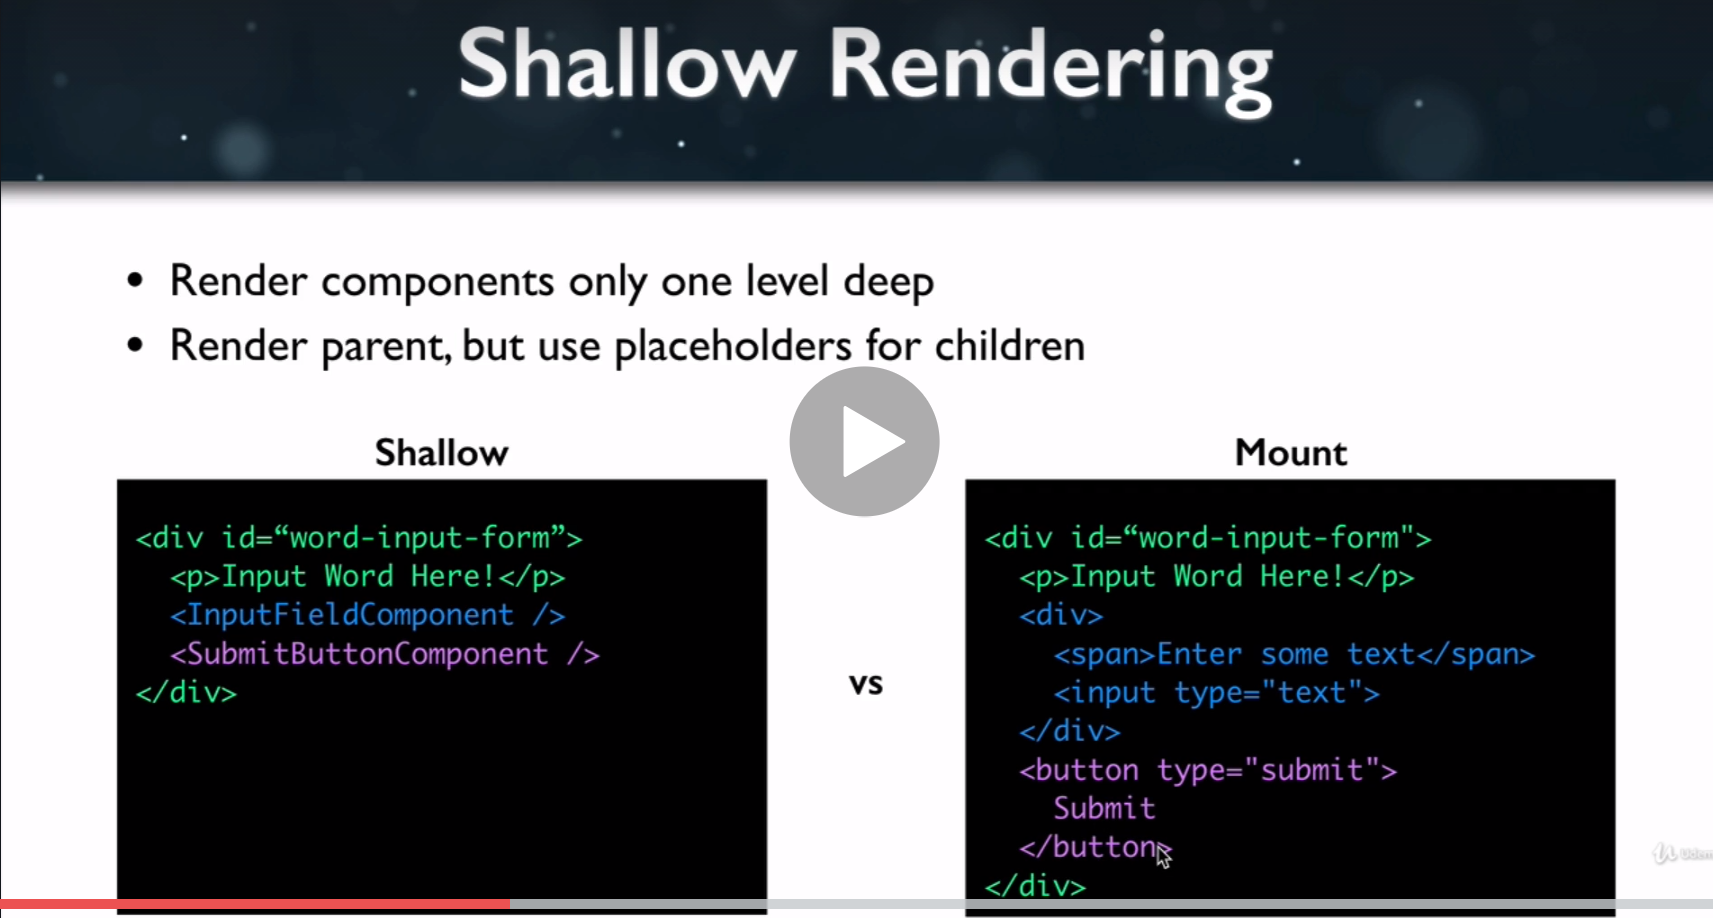 Shallow Rendering
• Render components only one level deep
• Render parent, but use placeholders for children
Shallow
<div id=“word-input-form”>
<p>Input Word Here!</p>
<InputFieldComponent />
<SubmitButtonComponent />
</div>
vs
Mount
<div id=“word-input-form">
<p>Input Word Here!</p>
<div>
<span>Enter some text</span>
<input type="text">
</div>
<button type="submit">
Submit
</button>
</div>